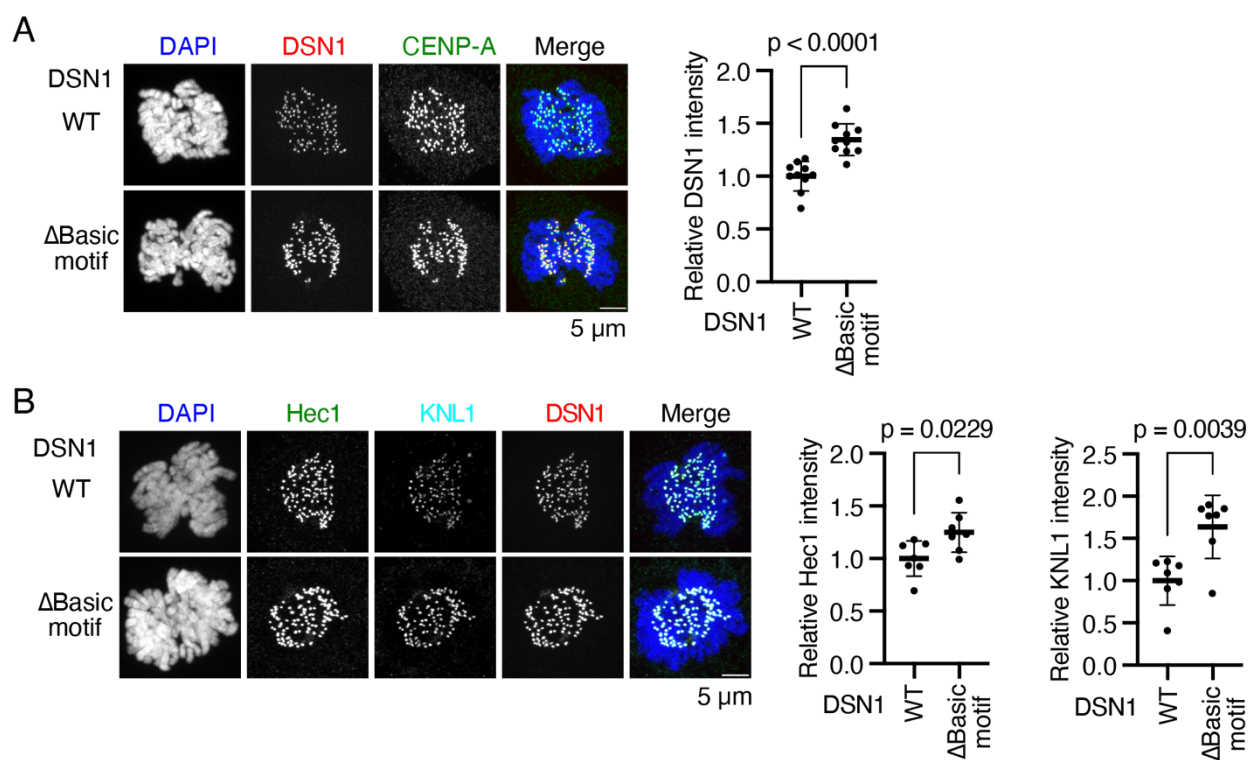 A
DAPI DSN1 CENP-A Merge
DSN1
WT
ΔBasic
motif
5 µm
p < 0.0001
Relative DSN1 intensity
2.0
1.5
1.0
0.5
0.0
DSN1
WT
ΔBasic
motif
B
DAPI Hec1 KNL1 DSN1 Merge
DSN1
WT
ΔBasic
motif
5 µm
p = 0.0229
Relative Hec1 intensity
2.0
1.5
1.0
0.5
0.0
DSN1
WT
ΔBasic
motif
p = 0.0039
Relative KNL1 intensity
2.5
2.0
1.5
1.0
0.5
0.0
DSN1
WT
ΔBasic
motif